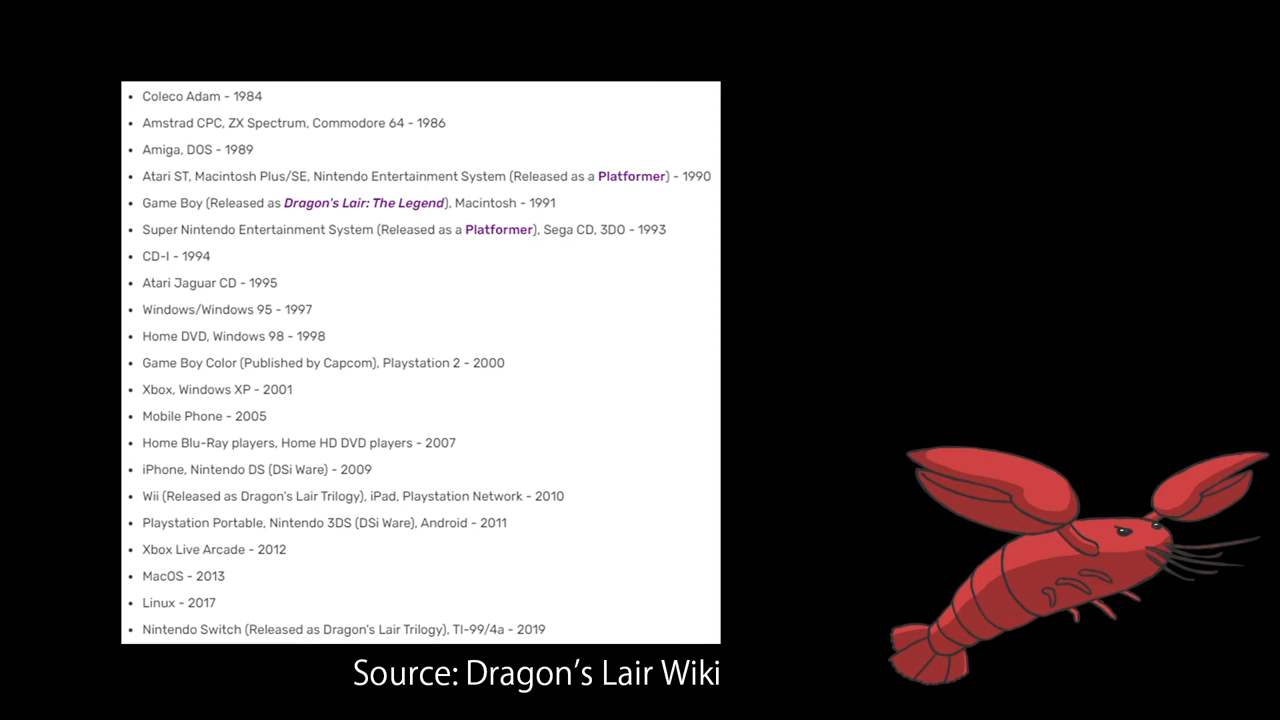 Coleco Adam - 1984
Amstrad CPC, ZX Spectrum, Commodore 64 - 1986
Amiga, DOS - 1989
Atari ST, Macintosh Plus/SE, Nintendo Entertainment System (Released as a Platformer) - 1990
Game Boy (Released as Dragon's Lair: The Legend), Macintosh - 1991
Super Nintendo Entertainment System (Released as a Platformer), Sega CD, 3DO - 1993
CD-I - 1994
Atari Jaguar CD - 1995
Windows/Windows 95 - 1997
Home DVD, Windows 98 - 1998
Game Boy Color (Published by Capcom), Playstation 2 - 2000
Xbox, Windows XP - 2001
Mobile Phone - 2005
Home Blu-Ray players, Home HD DVD players - 2007
iPhone, Nintendo DS (DSi Ware) - 2009
Wii (Released as Dragon's Lair Trilogy), iPad, Playstation Network - 2010
Playstation Portable, Nintendo 3DS (DSi Ware), Android - 2011
Xbox Live Arcade - 2012
MacOS - 2013
Linux - 2017
Nintendo Switch (Released as Dragon's Lair Trilogy), TI-99/4a - 2019
Source: Dragon's Lair Wiki